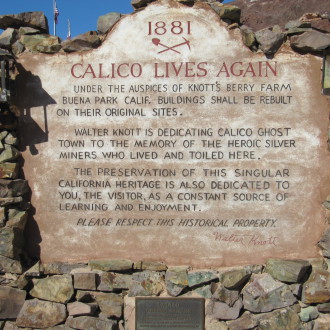 1881
CALICO LIVES AGAIN
UNDER THE AUSPICES OF KNOTT'S BERRY FARM
BUENA PARK CALIF. BUILDINGS SHALL BE REBUILT
ON THEIR ORIGINAL SITES.
WALTER KNOTT IS DEDICATING CALICO GHOST
TOWN TO THE MEMORY OF THE HEROIC SILVER
MINERS WHO LIVED AND TOILED HERE.
THE PRESERVATION OF THIS SINGULAR
CALIFORNIA HERITAGE IS ALSO DEDICATED TO
YOU, THE VISITOR, AS A CONSTANT SOURCE OF
LEARNING AND ENJOYMENT.
PLEASE RESPECT THIS HISTORICAL PROPERTY.
Walter Knott